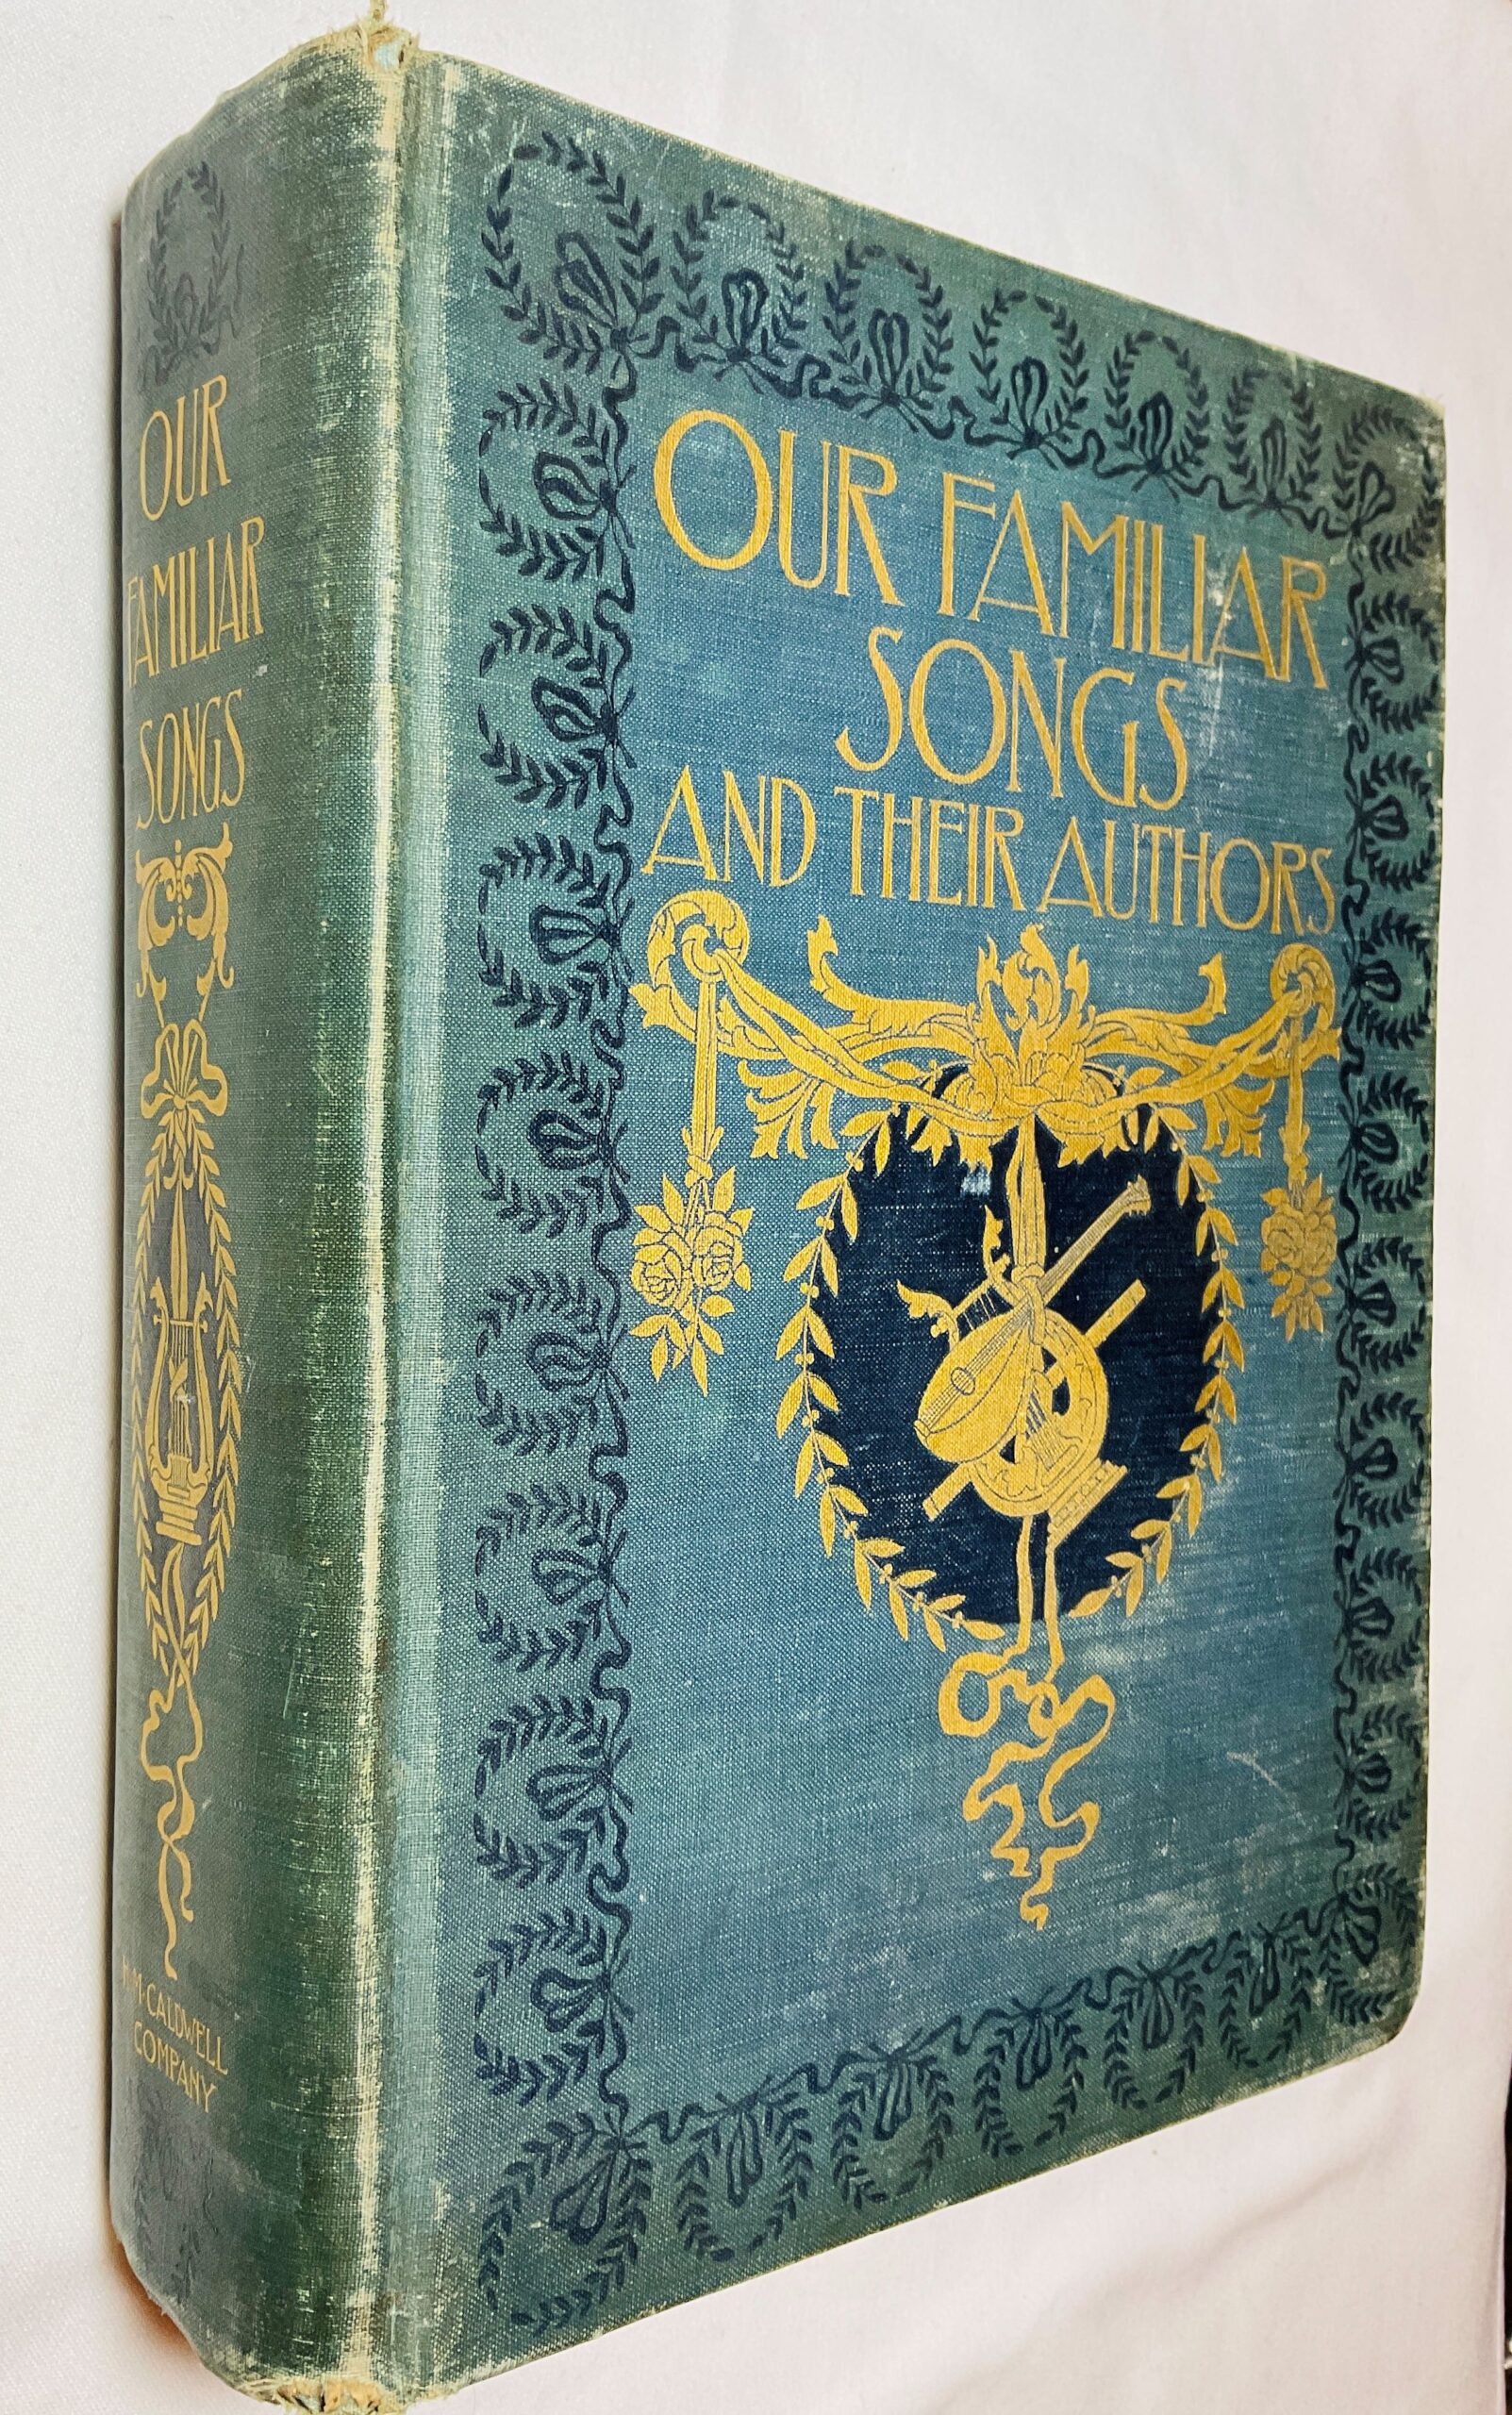 OUR
FAMILIAR
SONGS
H.M. CALDWELL
COMPANY
OUR FAMILIAR
SONGS
AND THEIR AUTHORS